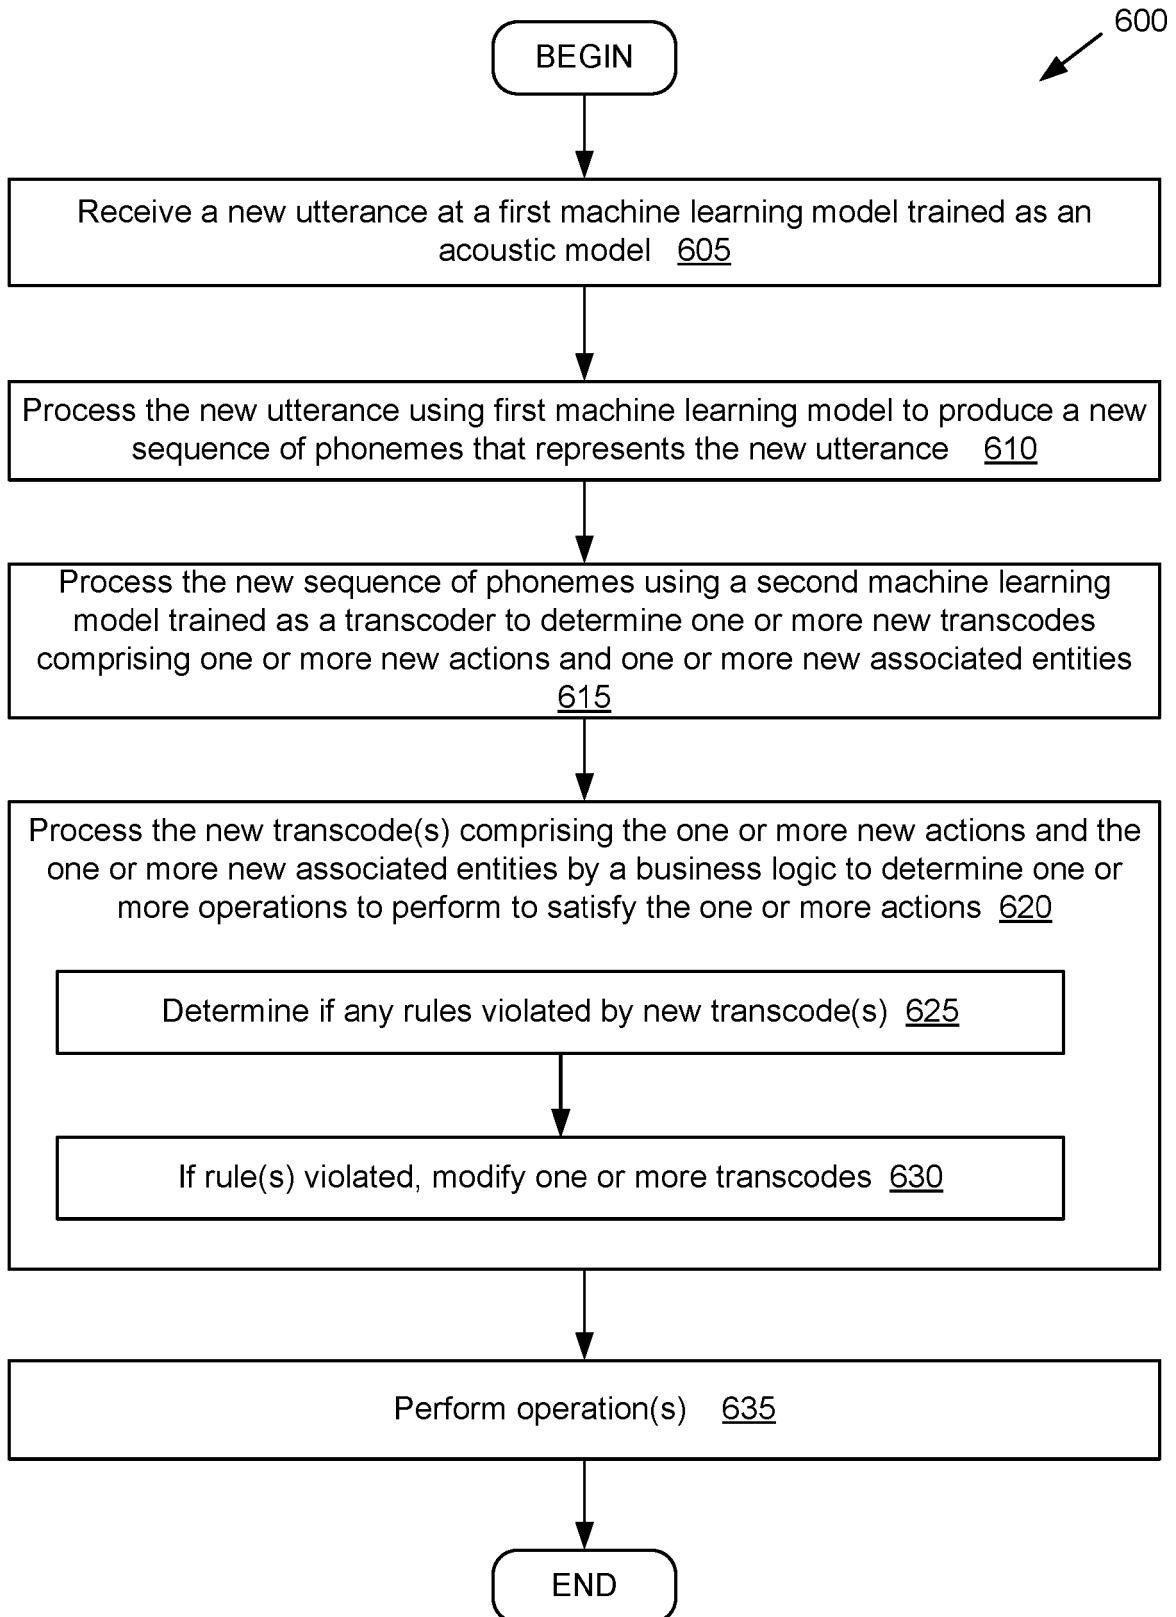 600
BEGIN
Receive a new utterance at a first machine learning model trained as an
acoustic model 605
Process the new utterance using first machine learning model to produce a new
sequence of phonemes that represents the new utterance 610
Process the new sequence of phonemes using a second machine learning
model trained as a transcoder to determine one or more new transcodes
comprising one or more new actions and one or more new associated entities
615
Process the new transcode(s) comprising the one or more new actions and the
one or more new associated entities by a business logic to determine one or
more operations to perform to satisfy the one or more actions 620
Determine if any rules violated by new transcode(s) 625
If rule(s) violated, modify one or more transcodes 630
Perform operation(s) 635
END